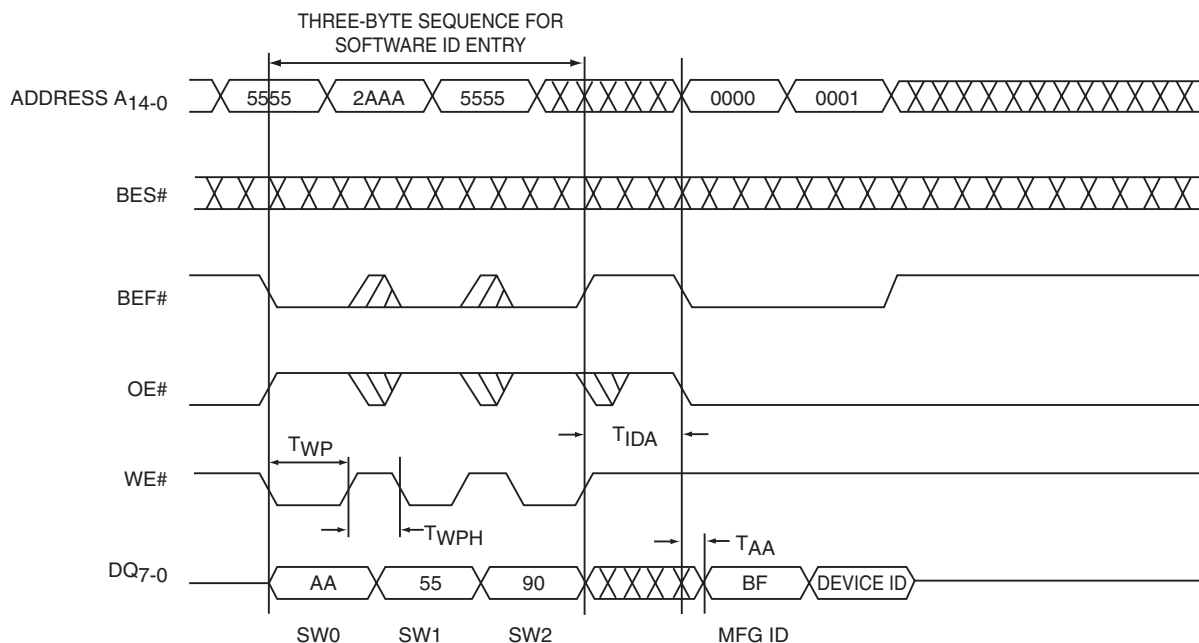 THREE-BYTE SEQUENCE FOR
SOFTWARE ID ENTRY
ADDRESS A14-0
5555 2AAA 5555 0000 0001
BES#
BEF#
OE#
TIDA
TWP
WE#
TWPH
TAA
DQ7-0
AA 55 90 BF DEVICE ID
SW0 SW1 SW2 MFG ID